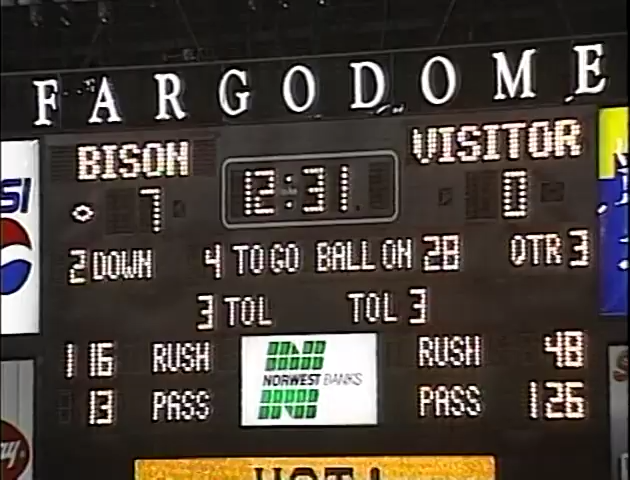 FARGODOME
BISON 12:31 VISITOR
7 0
2 DOWN 4 TO GO BALL ON 28 QTR 3
3 TOL TOL 3
116 RUSH RUSH 48
13 PASS PASS 126
NORWEST BANKS
SI